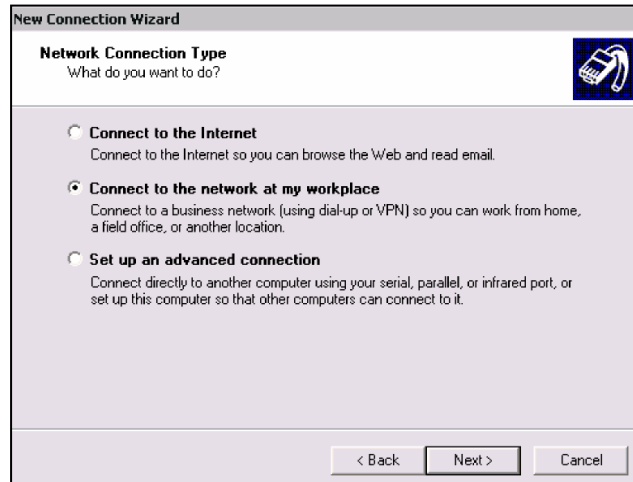 New Connection Wizard
Network Connection Type
What do you want to do?
Connect to the Internet
Connect to the Internet so you can browse the Web and read email.
Connect to the network at my workplace
Connect to a business network (using dial-up or VPN) so you can work from home,
a field office, or another location.
Set up an advanced connection
Connect directly to another computer using your serial, parallel, or infrared port, or
set up this computer so that other computers can connect to it.
< Back Next > Cancel